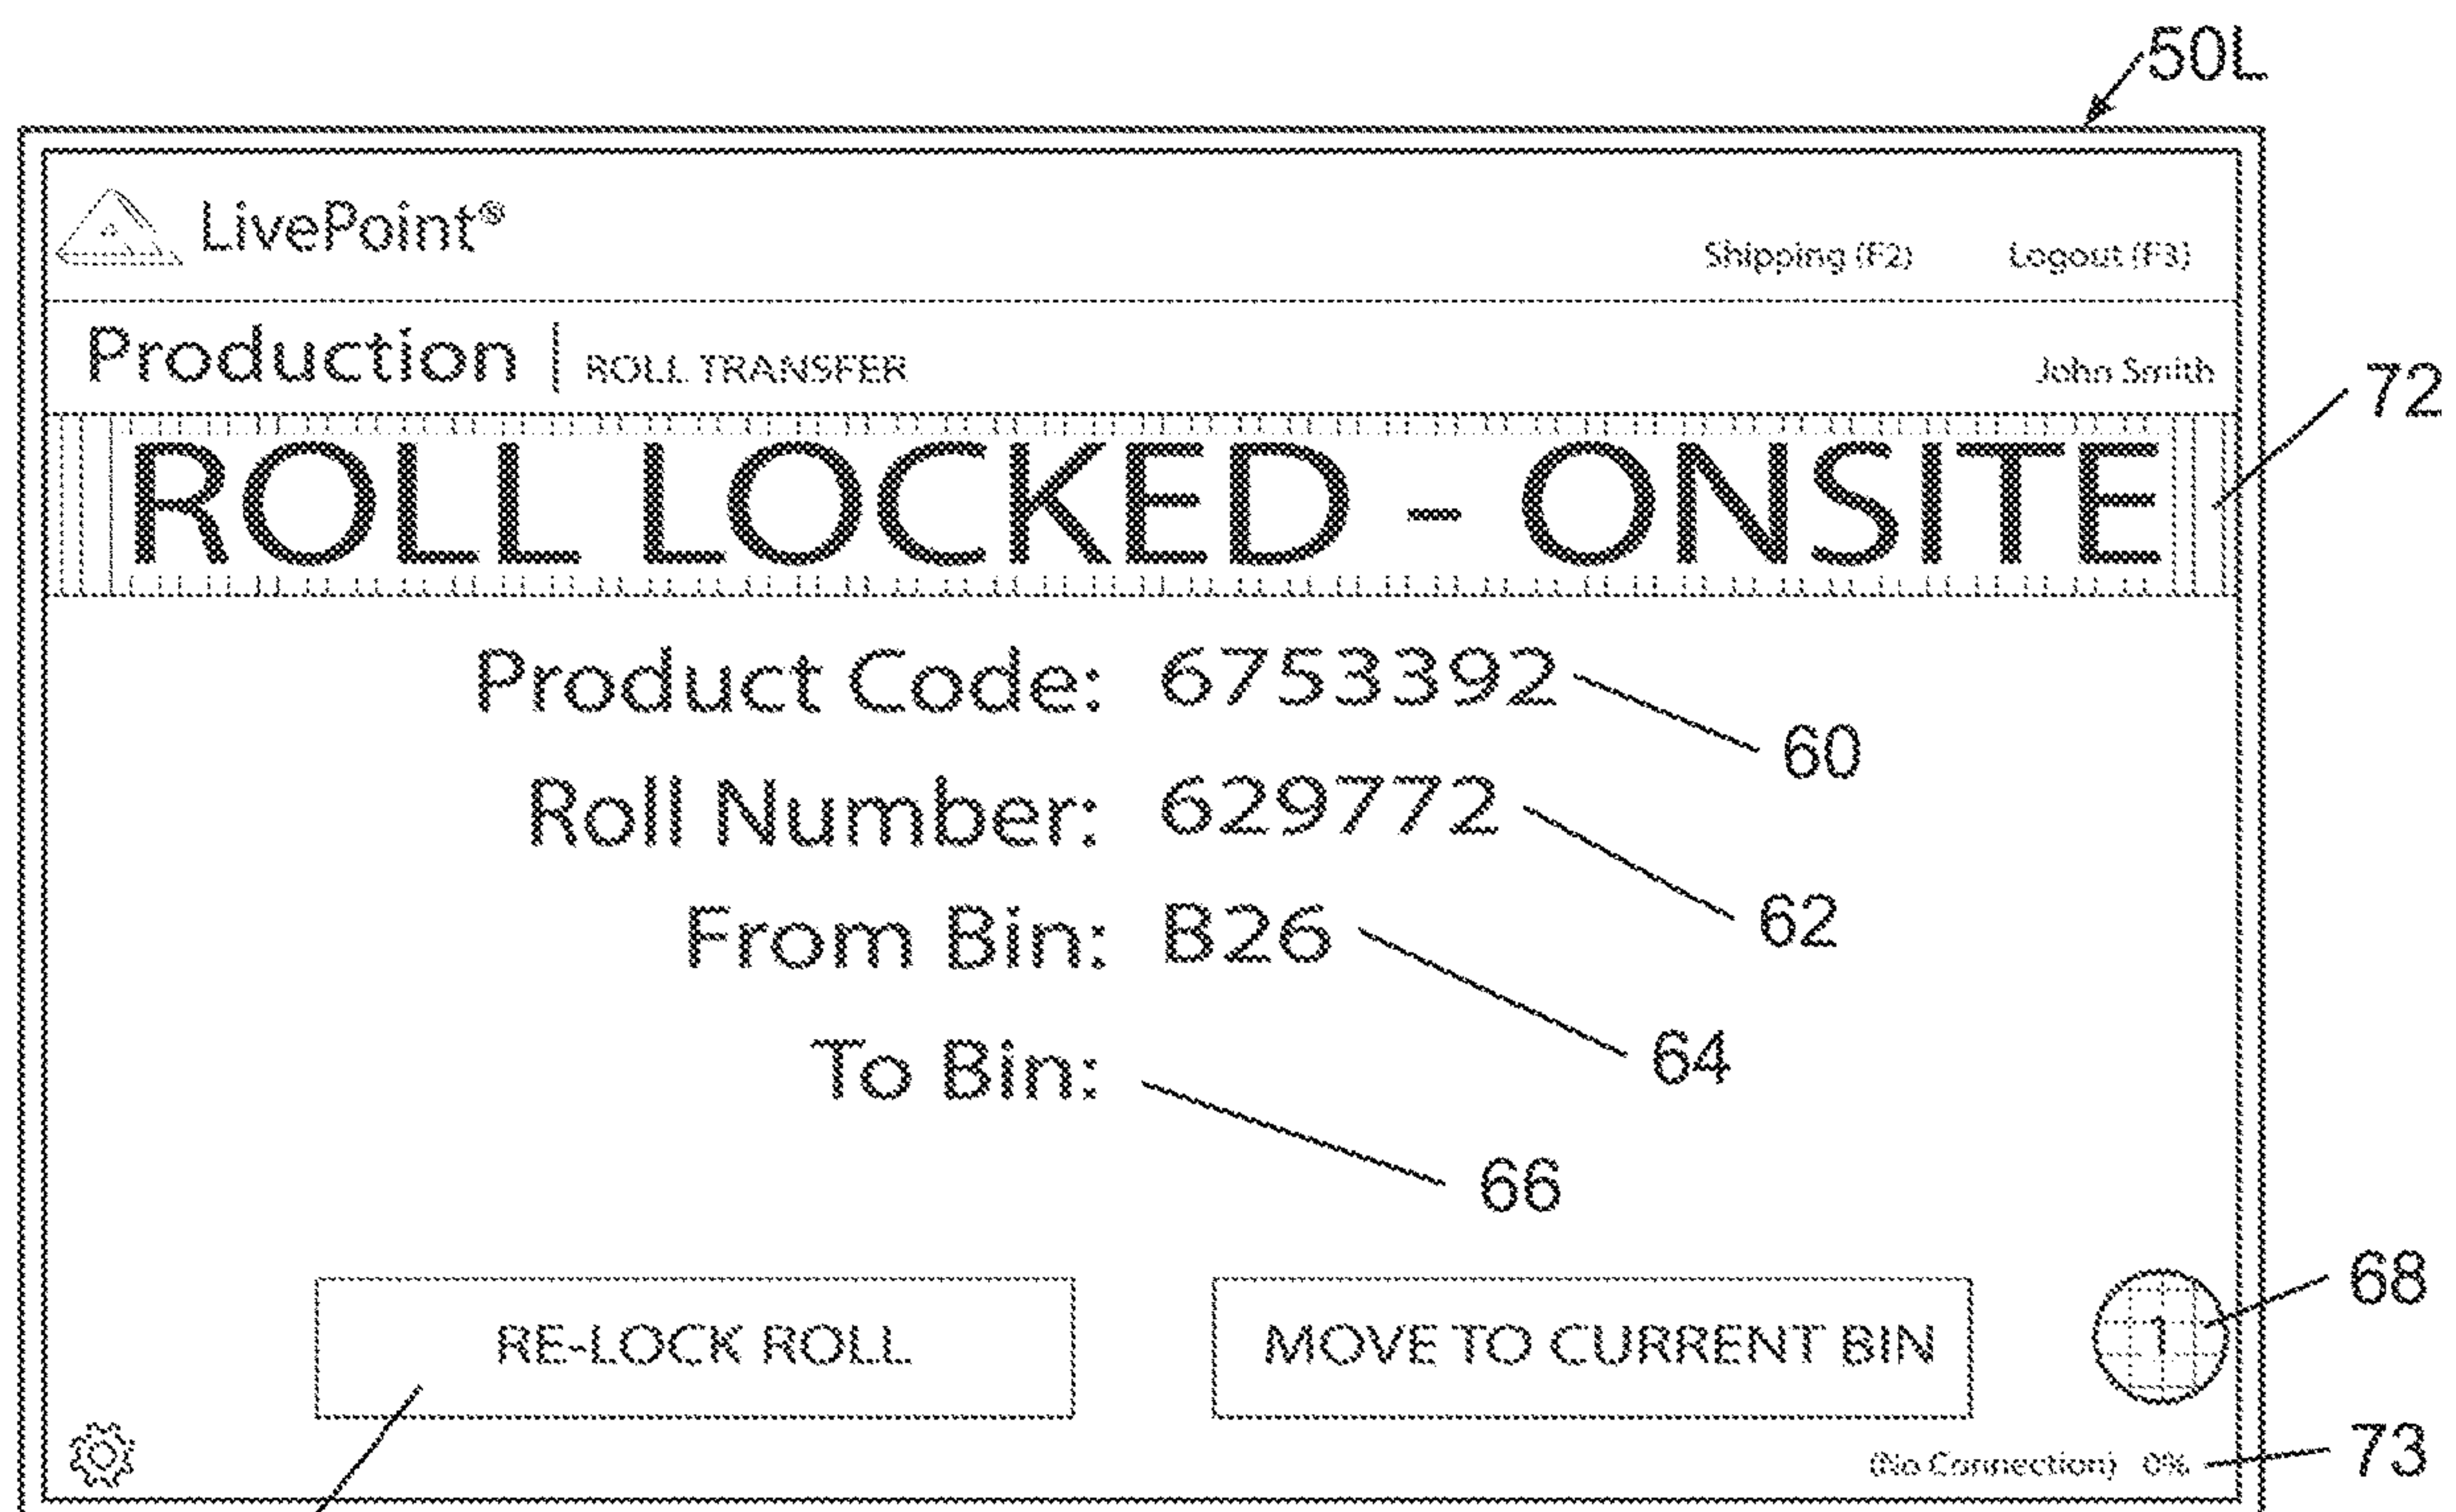 50L
LivePoint®
Shipping (F2) Logout (F3)
Production | ROLL TRANSFER John Smith
72
ROLL LOCKED - ONSITE
Product Code: 6753392
60
Roll Number: 629772
62
From Bin: B26
64
To Bin:
66
68
RE-LOCK ROLL MOVE TO CURRENT BIN 1
(No Connection) 0% 73